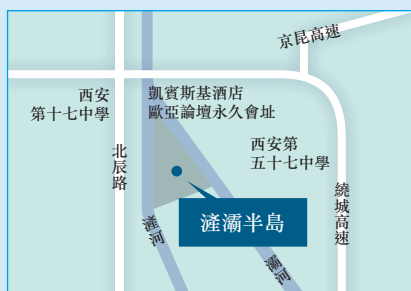 京昆高速
西安
第十七中學
凱賓斯基酒店
歐亞論壇永久會址
西安第
五十七中學
北辰路
繞城高速
滻灞半島
滻河
灞河